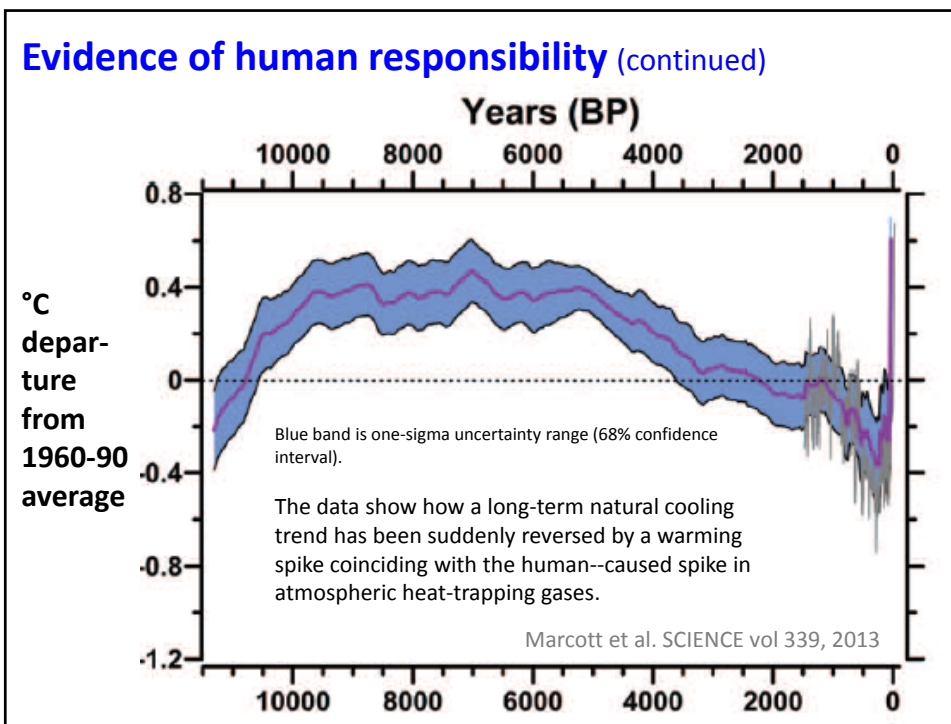 Evidence of human responsibility (continued)
Years (BP)
10000 8000 6000 4000 2000 0
0.8
0.4
0
-0.4
-0.8
-1.2
°C
depar-
ture
from
1960-90
average
Blue band is one-sigma uncertainty range (68% confidence
interval).
The data show how a long-term natural cooling
trend has been suddenly reversed by a warming
spike coinciding with the human--caused spike in
atmospheric heat-trapping gases.
Marcott et al. SCIENCE vol 339, 2013
10000 8000 6000 4000 2000 0